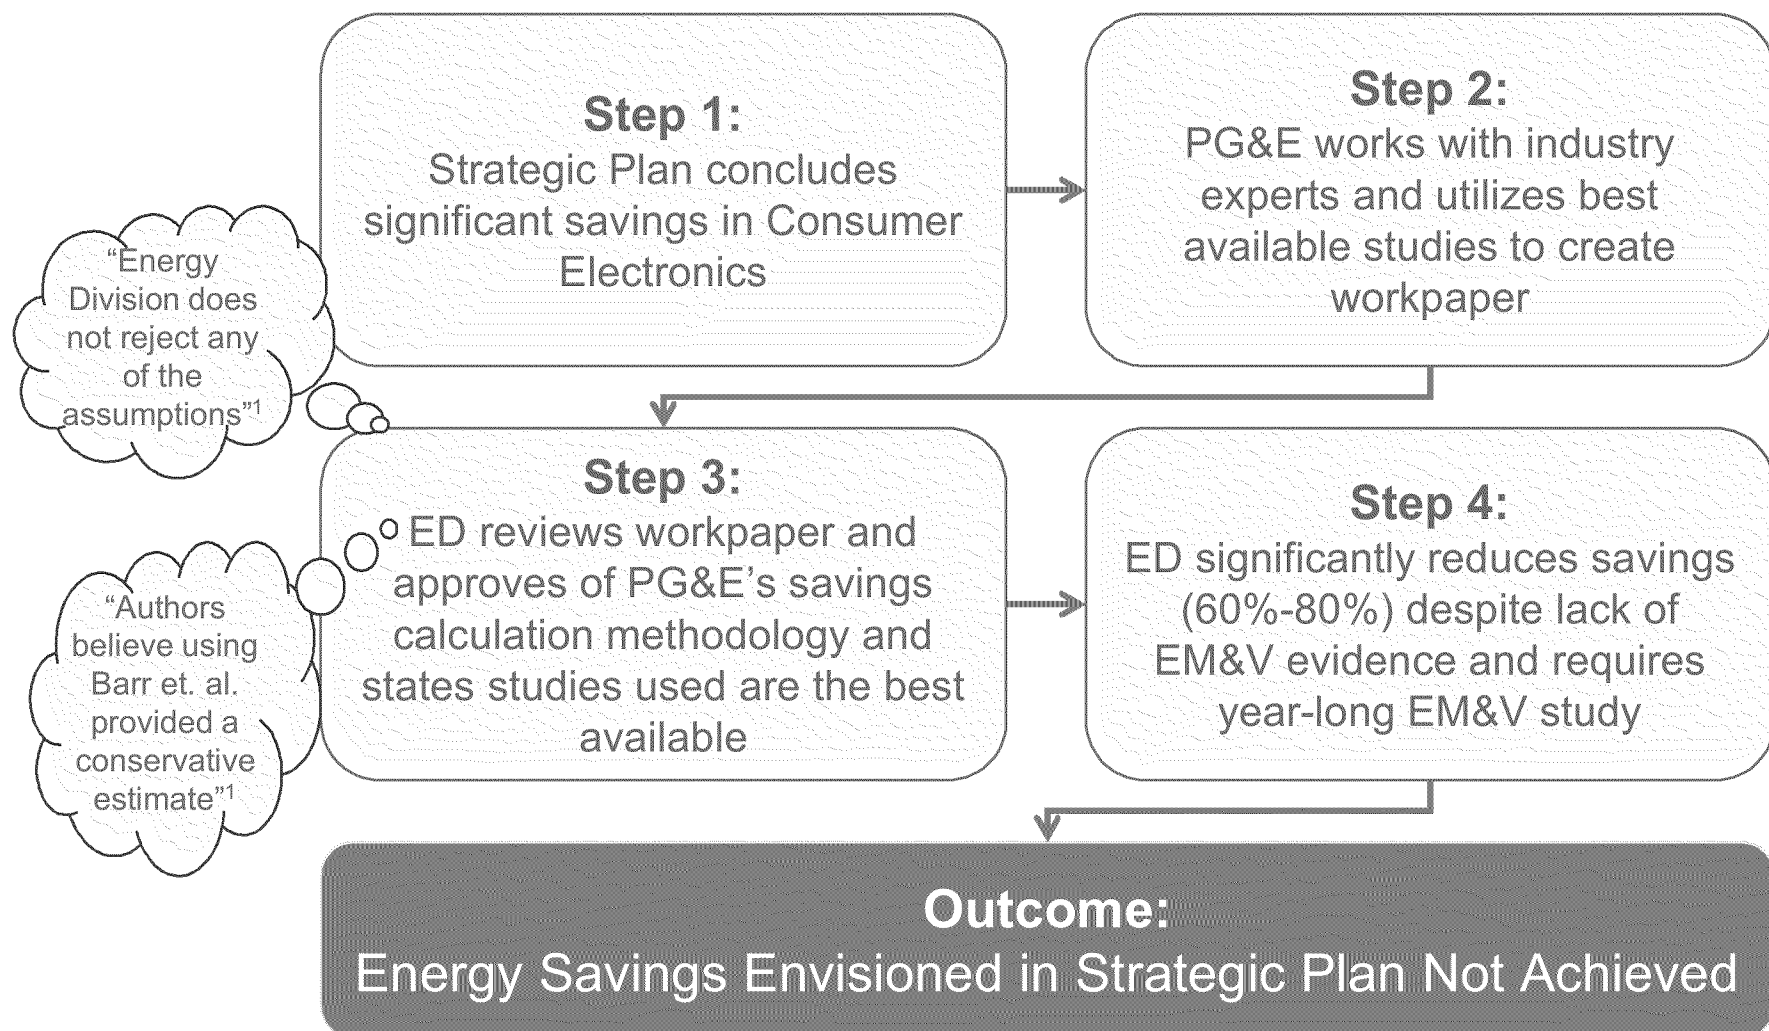 Step 1:
Strategic Plan concludes
significant savings in Consumer
Electronics
Step 2:
PG&E works with industry
experts and utilizes best
available studies to create
workpaper
“Energy
Division does
not reject any
of the
assumptions”1
Step 3:
ED reviews workpaper and
approves of PG&E’s savings
calculation methodology and
states studies used are the best
available
“Authors
believe using
Barr et. al.
provided a
conservative
estimate”1
Step 4:
ED significantly reduces savings
(60%-80%) despite lack of
EM&V evidence and requires
year-long EM&V study
Outcome:
Energy Savings Envisioned in Strategic Plan Not Achieved